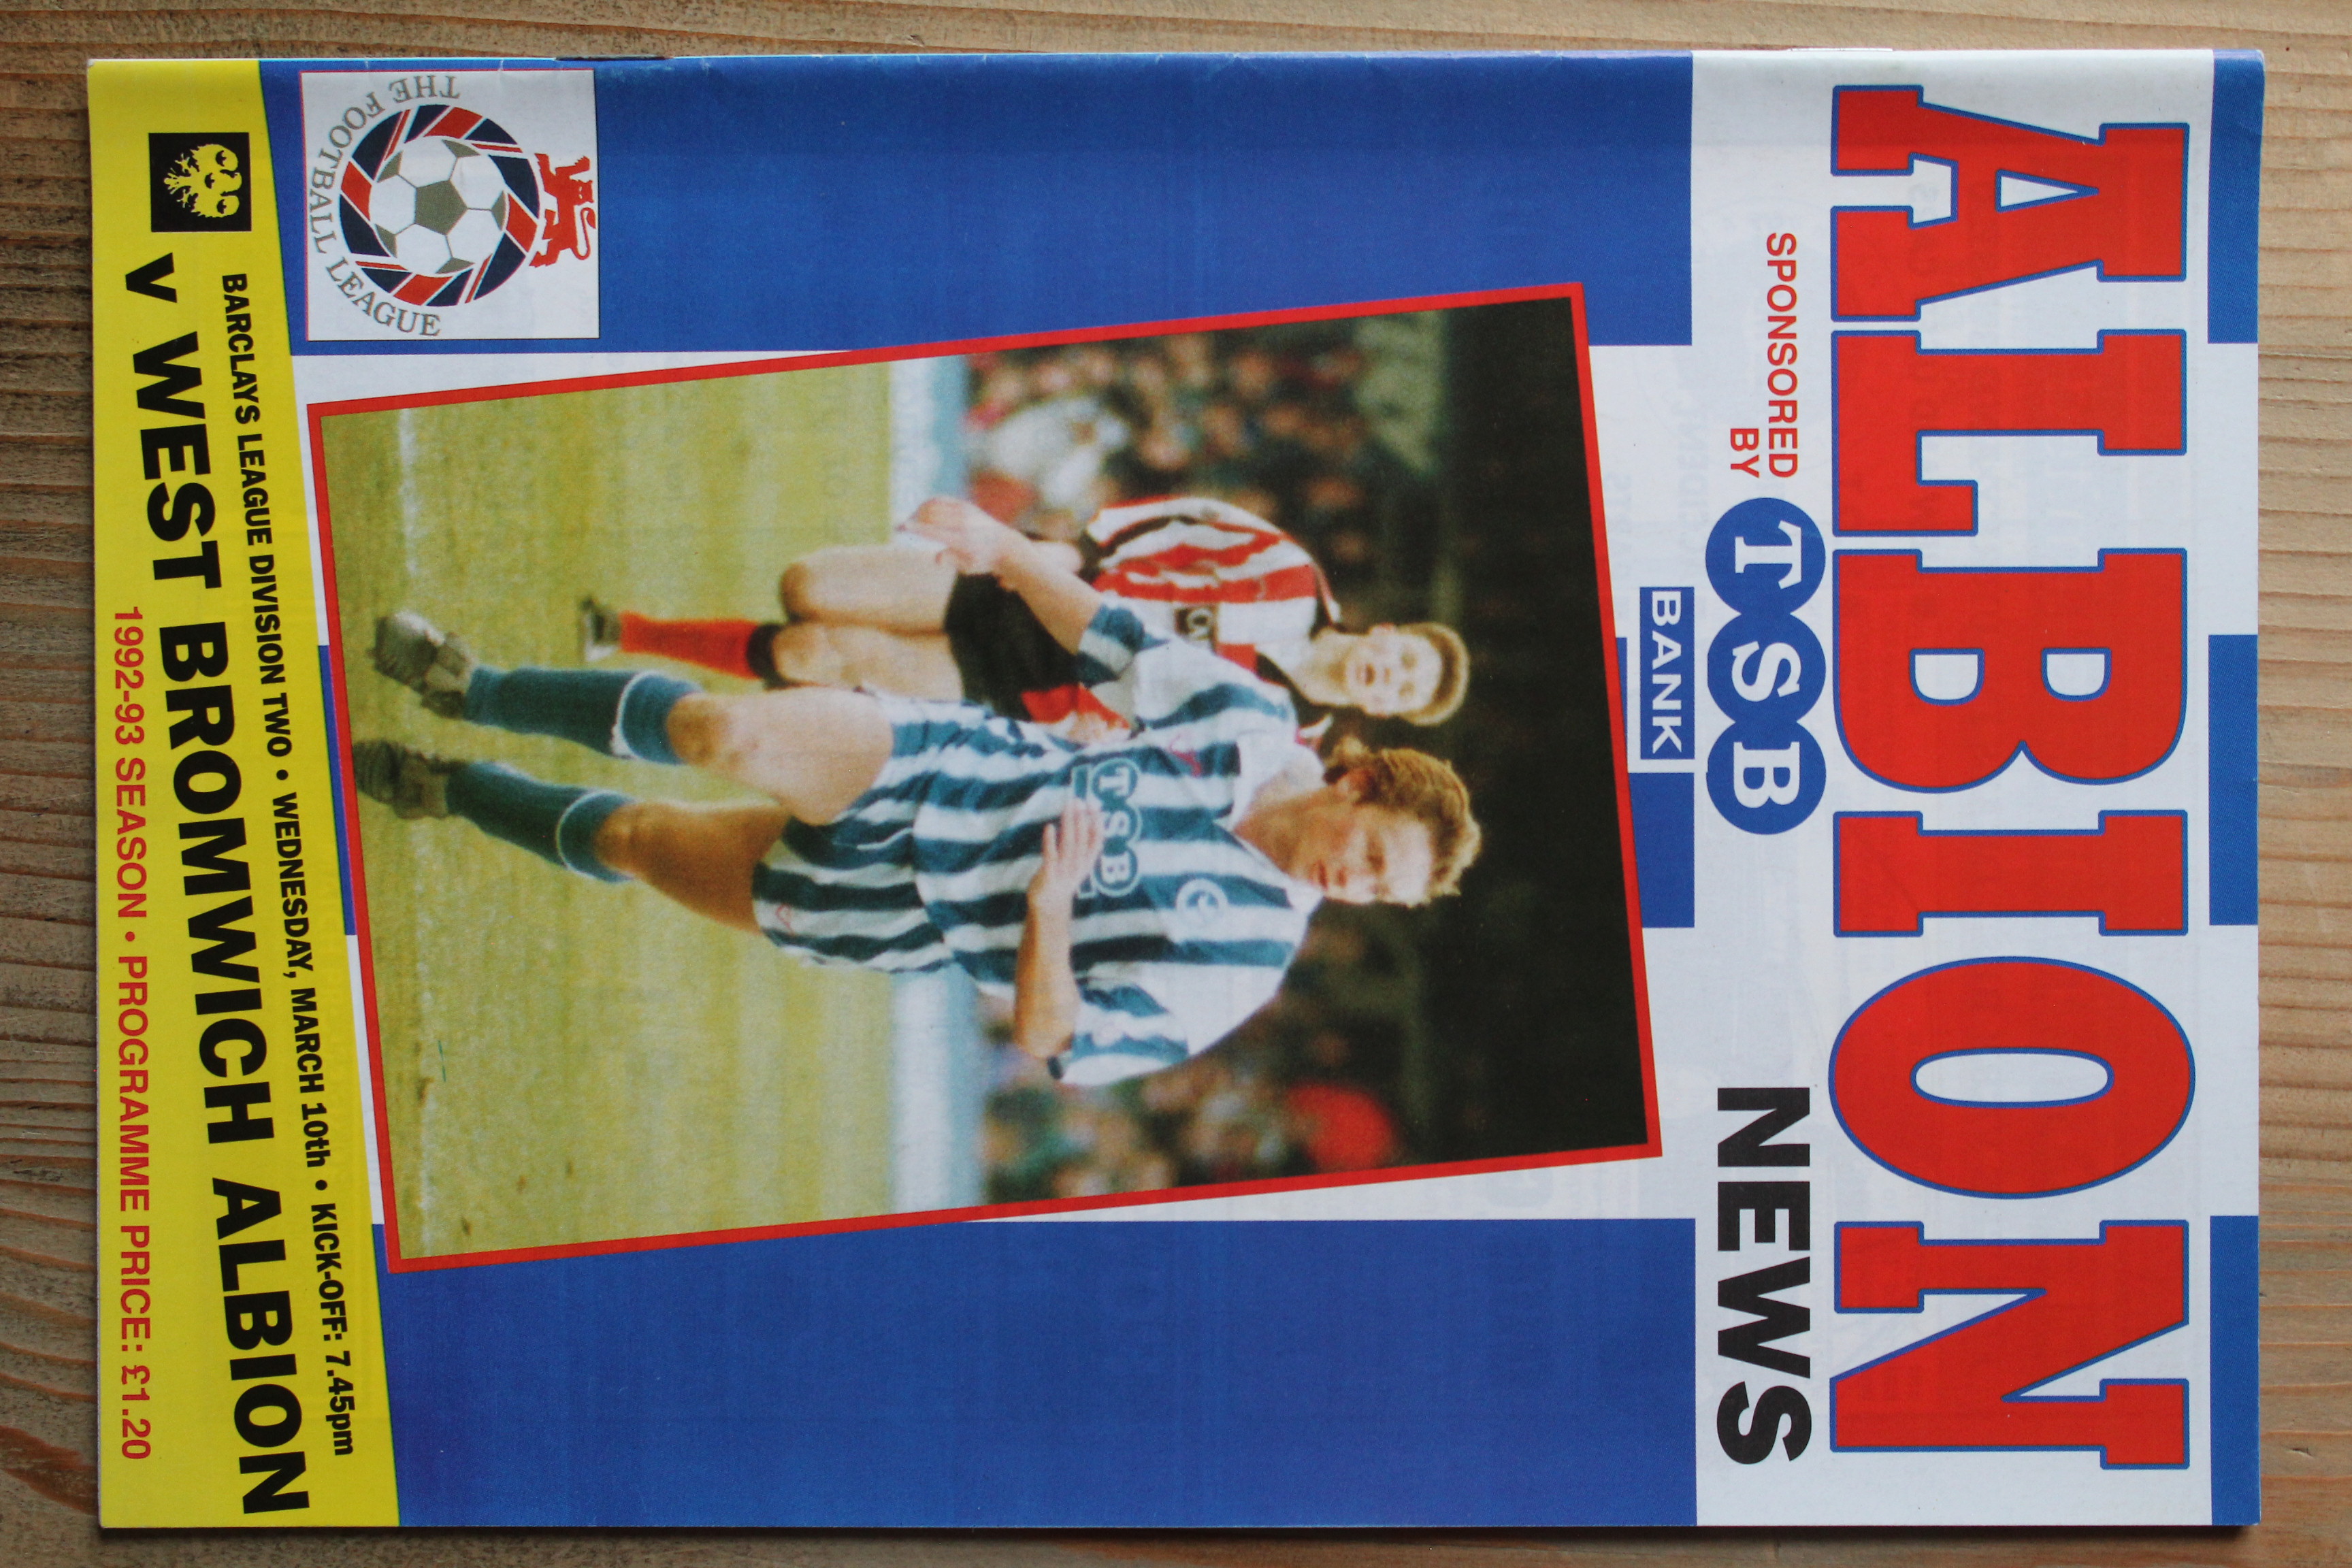 ALBION
SPONSORED
BY
TSB
BANK
NEWS
TSB
THE FOOTBALL LEAGUE
BARCLAYS LEAGUE DIVISION TWO • WEDNESDAY, MARCH 10th • KICK-OFF: 7.45pm
v WEST BROMWICH ALBION
1992-93 SEASON • PROGRAMME PRICE: £1.20